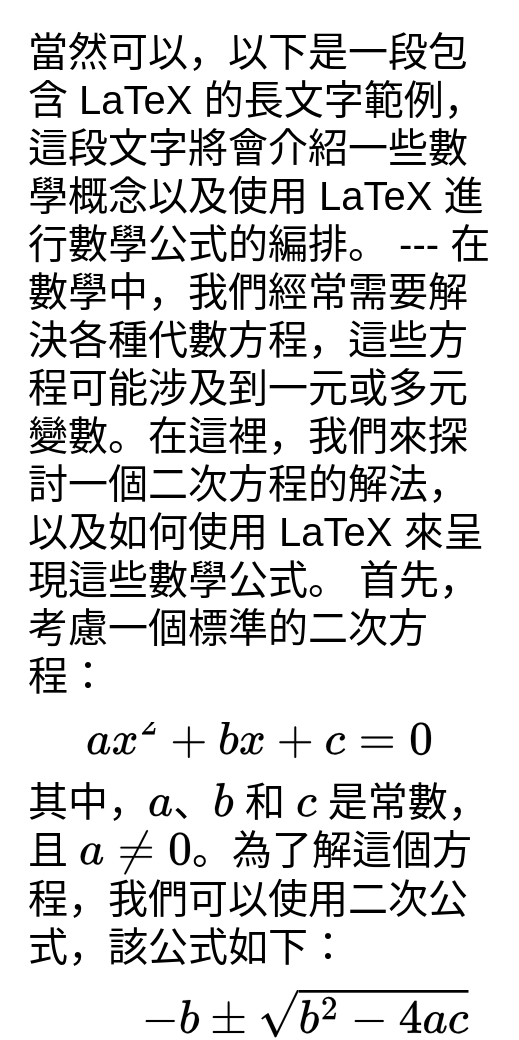 當然可以，以下是一段包
含 LaTeX 的長文字範例，
這段文字將會介紹一些數
學概念以及使用 LaTeX 進
行數學公式的編排。 --- 在
數學中，我們經常需要解
決各種代數方程，這些方
程可能涉及到一元或多元
變數。在這裡，我們來探
討一個二次方程的解法，
以及如何使用 LaTeX 來呈
現這些數學公式。 首先，
考慮一個標準的二次方
程：
ax² + bx + c = 0
其中，a、b 和 c 是常數，
且 a ≠ 0。為了解這個方
程，我們可以使用二次公
式，該公式如下：
−b ± √(b² − 4ac)